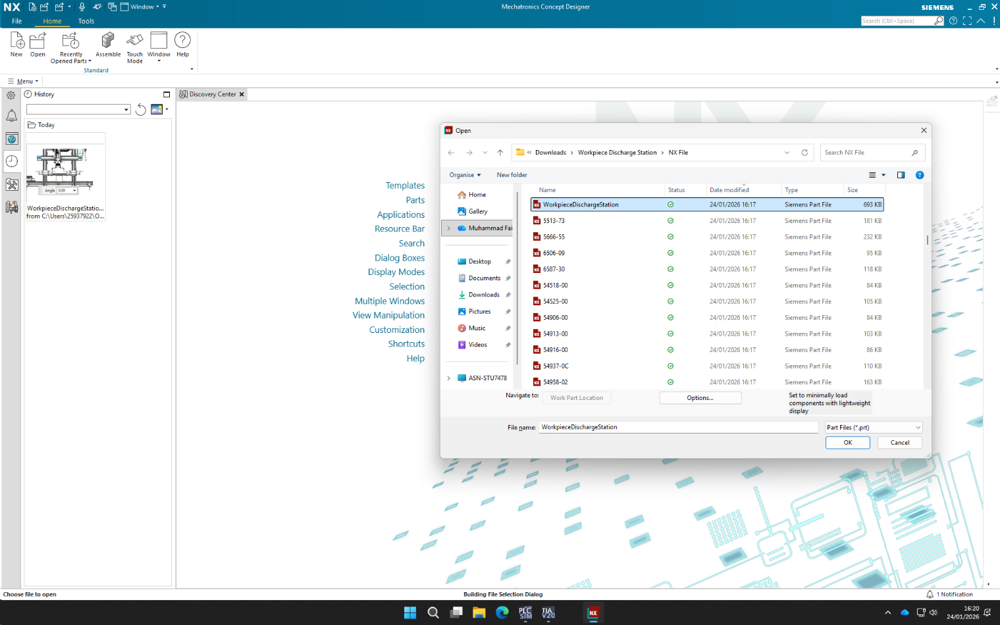 NX
Window
Mechatronics Concept Designer
SIEMENS
File
Home
Tools
Search (Ctrl+Space)
New
Open
Recently
Opened Parts
Assemble
Touch
Mode
Window
Help
Standard
Menu
History
Discovery Center
Today
Angle 0.00
WorkpieceDischargeStatio...
from C:\Users\25937922\O...
Templates
Parts
Applications
Resource Bar
Search
Dialog Boxes
Display Modes
Selection
Multiple Windows
View Manipulation
Customization
Shortcuts
Help
Open
« Downloads > Workpiece Discharge Station > NX File
Search NX File
Organise
New folder
Home
Gallery
Muhammad Fai
Desktop
Documents
Downloads
Pictures
Music
Videos
ASN-STU7478
Name Status Date modified Type Size
WorkpieceDischargeStation 24/01/2026 16:17 Siemens Part File 693 KB
5513-73 24/01/2026 16:17 Siemens Part File 181 KB
5666-55 24/01/2026 16:17 Siemens Part File 232 KB
6506-09 24/01/2026 16:17 Siemens Part File 95 KB
6587-30 24/01/2026 16:17 Siemens Part File 118 KB
54518-00 24/01/2026 16:17 Siemens Part File 84 KB
54525-00 24/01/2026 16:17 Siemens Part File 105 KB
54906-00 24/01/2026 16:17 Siemens Part File 84 KB
54913-00 24/01/2026 16:17 Siemens Part File 103 KB
54916-00 24/01/2026 16:17 Siemens Part File 86 KB
54937-0C 24/01/2026 16:17 Siemens Part File 110 KB
54958-02 24/01/2026 16:17 Siemens Part File 163 KB
Navigate to:
Work Part Location
Options...
Set to minimally load
components with lightweight
display
File name: WorkpieceDischargeStation
Part Files (*.prt)
OK
Cancel
Choose file to open
Building File Selection Dialog
1 Notification
PLC
SIM
TIA
V20
NX
16:20
24/01/2026